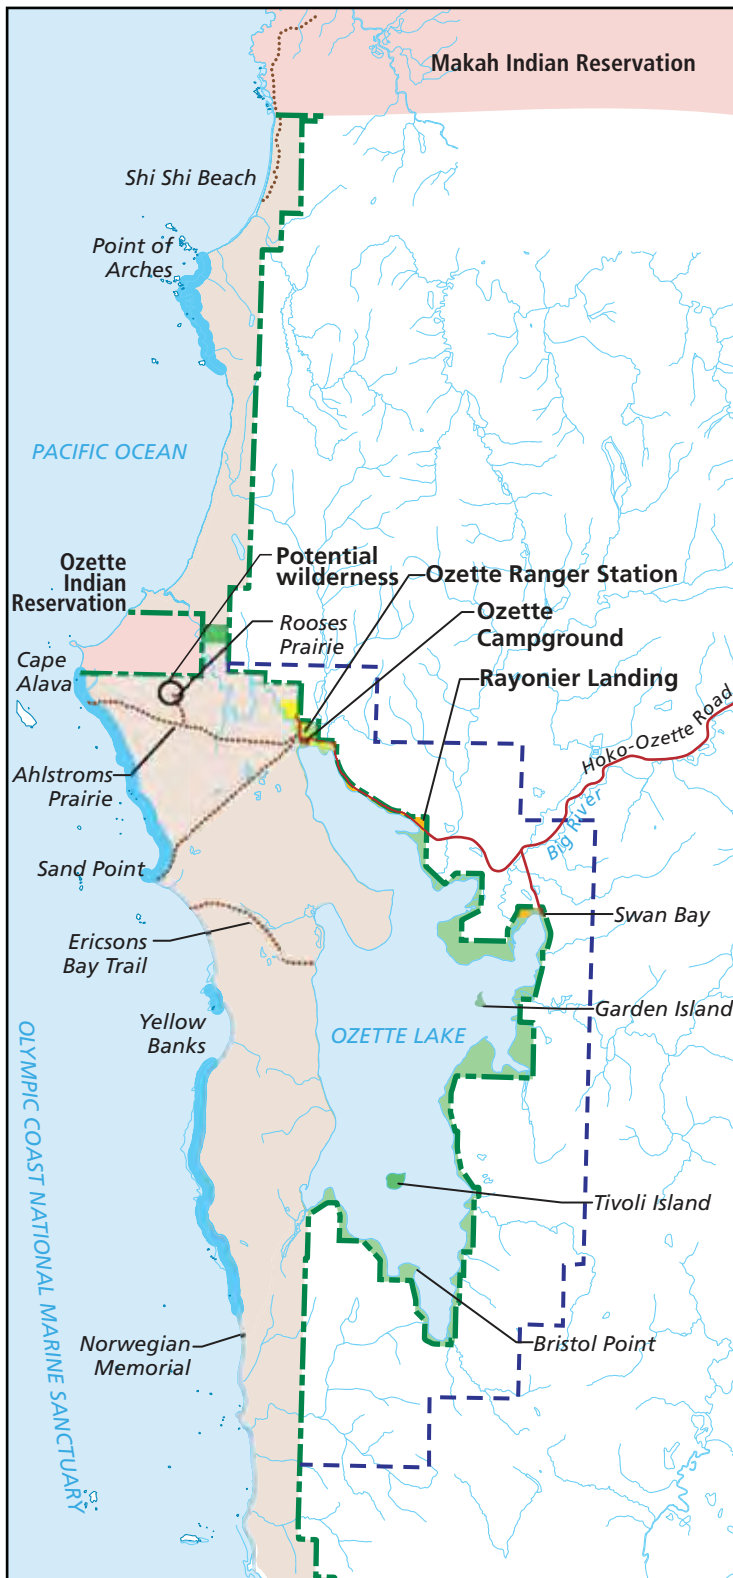 Makah Indian Reservation
Shi Shi Beach
Point of
Arches
PACIFIC OCEAN
Ozette
Indian
Reservation
Potential
wilderness
Ozette Ranger Station
Rooses
Prairie
Ozette
Campground
Cape
Alava
Rayonier Landing
Hoko-Ozette Road
Ahlstroms
Prairie
Big River
Sand Point
Swan Bay
Ericsons
Bay Trail
Garden Island
Yellow
Banks
OZETTE LAKE
OLYMPIC COAST NATIONAL MARINE SANCTUARY
Tivoli Island
Norwegian
Memorial
Bristol Point